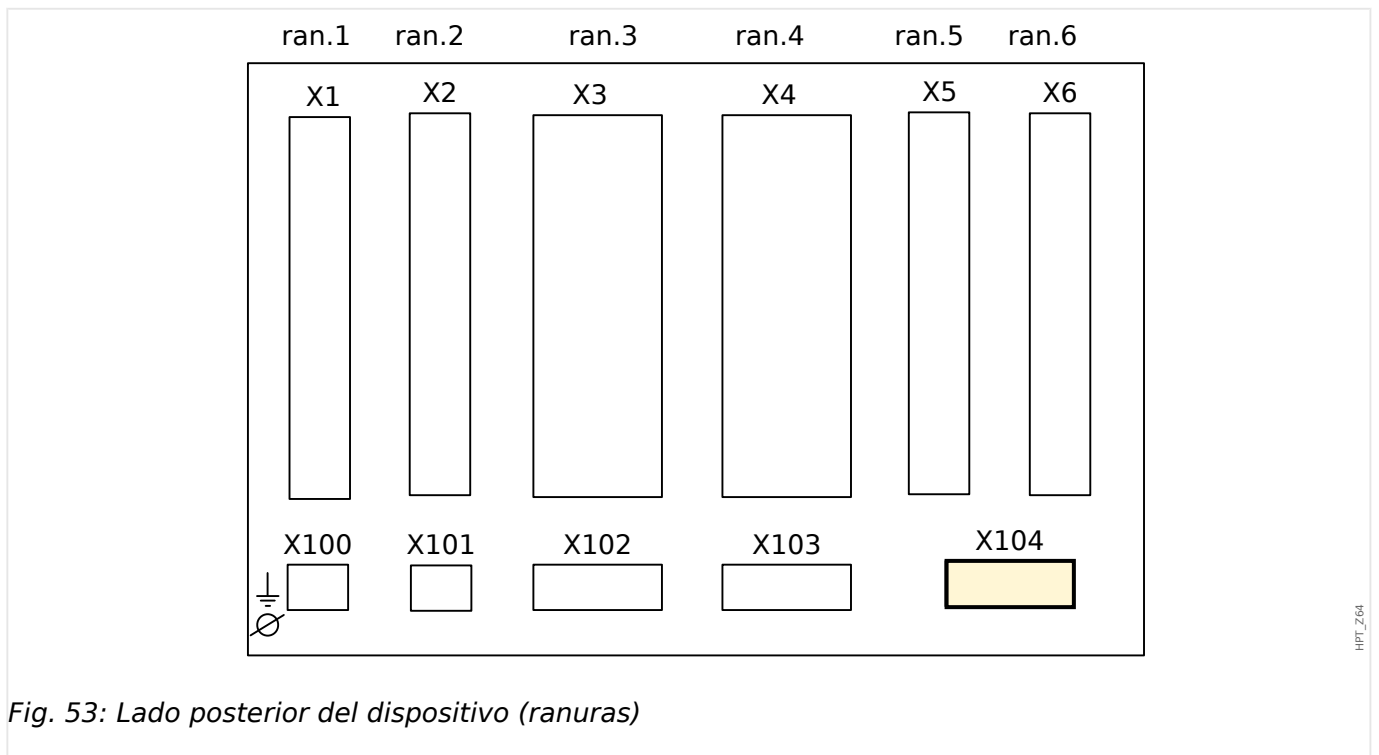 ran.1 ran.2 ran.3 ran.4 ran.5 ran.6
X1 X2 X3 X4 X5 X6
X100 X101 X102 X103 X104
HPT_Z64
Fig. 53: Lado posterior del dispositivo (ranuras)